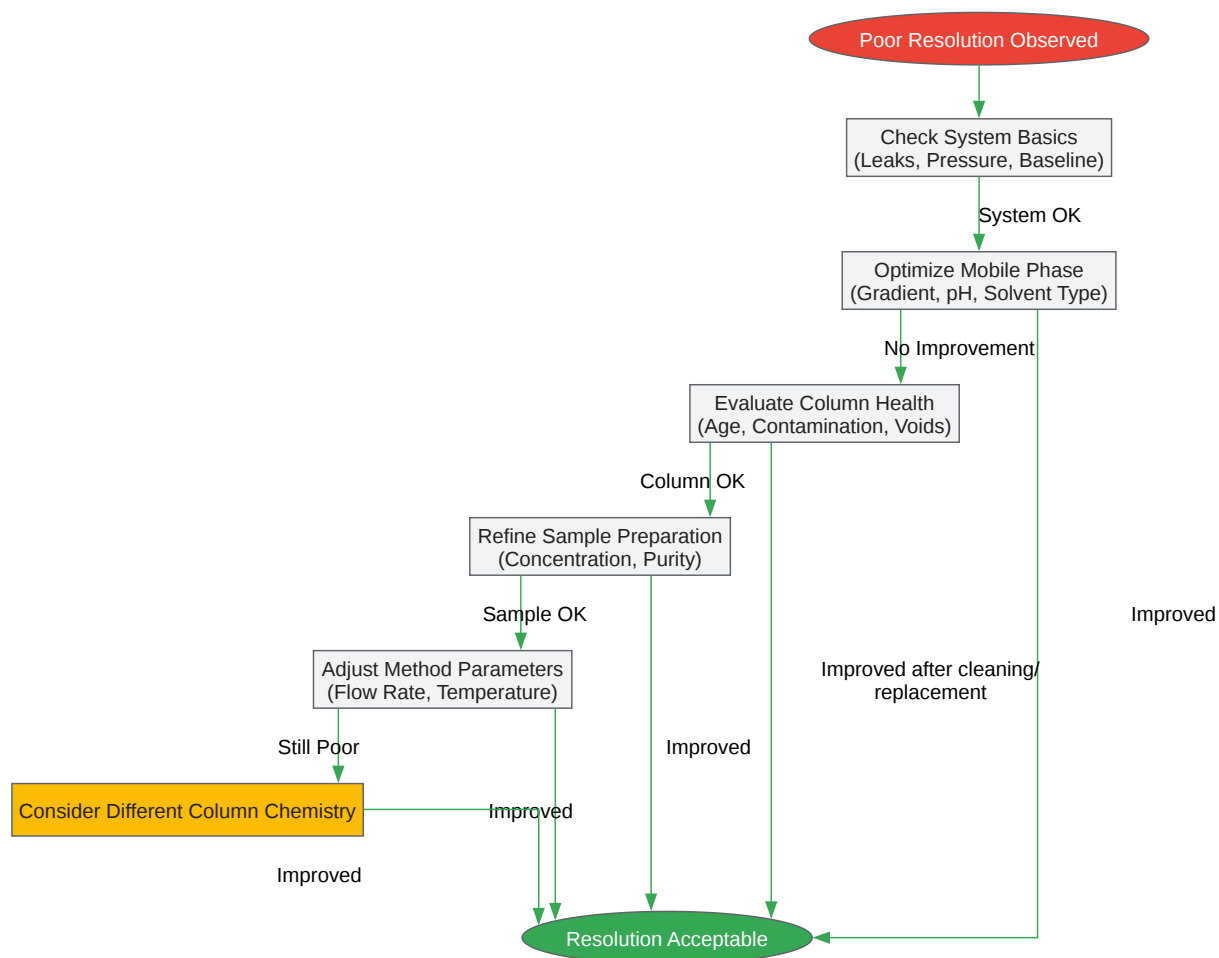 Poor Resolution Observed
Check System Basics
(Leaks, Pressure, Baseline)
System OK
Optimize Mobile Phase
(Gradient, pH, Solvent Type)
No Improvement
Evaluate Column Health
(Age, Contamination, Voids)
Column OK
Refine Sample Preparation
(Concentration, Purity)
Sample OK
Improved
Adjust Method Parameters
(Flow Rate, Temperature)
Improved after cleaning/
replacement
Still Poor
Improved
Consider Different Column Chemistry
Improved
Improved
Resolution Acceptable